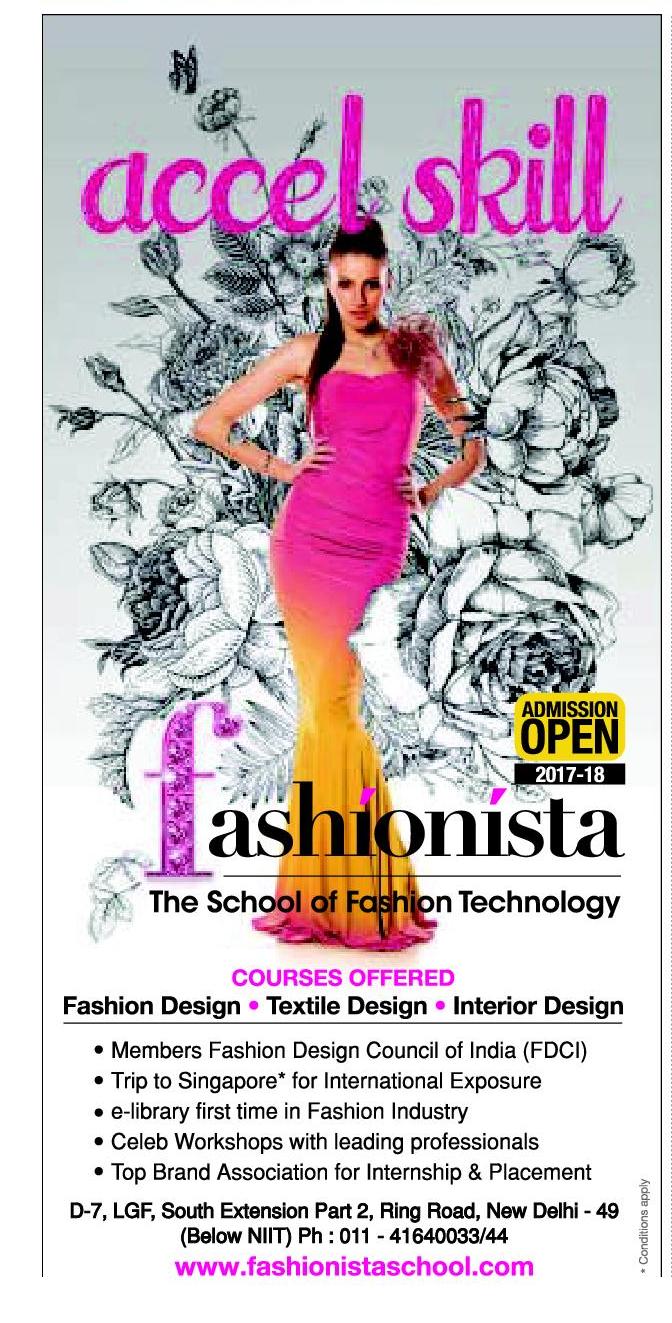 accel skill
ADMISSION
OPEN
2017-18
fashionista
The School of Fashion Technology
COURSES OFFERED
Fashion Design • Textile Design • Interior Design
• Members Fashion Design Council of India (FDCI)
• Trip to Singapore* for International Exposure
• e-library first time in Fashion Industry
• Celeb Workshops with leading professionals
• Top Brand Association for Internship & Placement
D-7, LGF, South Extension Part 2, Ring Road, New Delhi - 49
(Below NIIT) Ph : 011 - 41640033/44
www.fashionistaschool.com
* Conditions apply